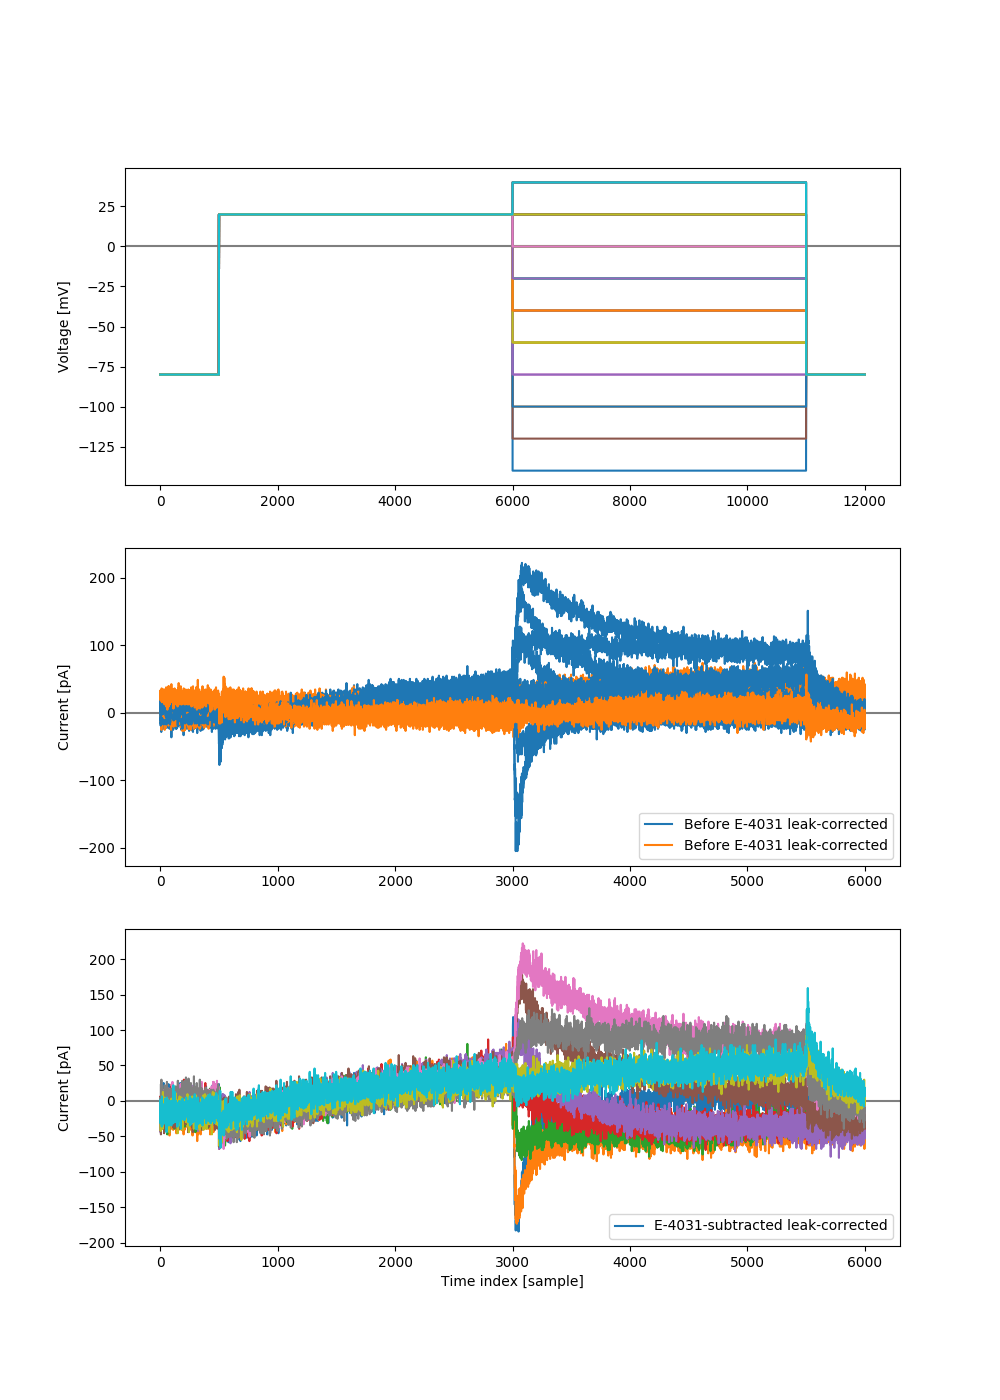 Voltage [mV]
25
0
−25
−50
−75
−100
−125
0 2000 4000 6000 8000 10000 12000
Current [pA]
200
100
0
−100
−200
Before E-4031 leak-corrected
Before E-4031 leak-corrected
0 1000 2000 3000 4000 5000 6000
Current [pA]
200
150
100
50
0
−50
−100
−150
−200
E-4031-subtracted leak-corrected
0 1000 2000 3000 4000 5000 6000
Time index [sample]